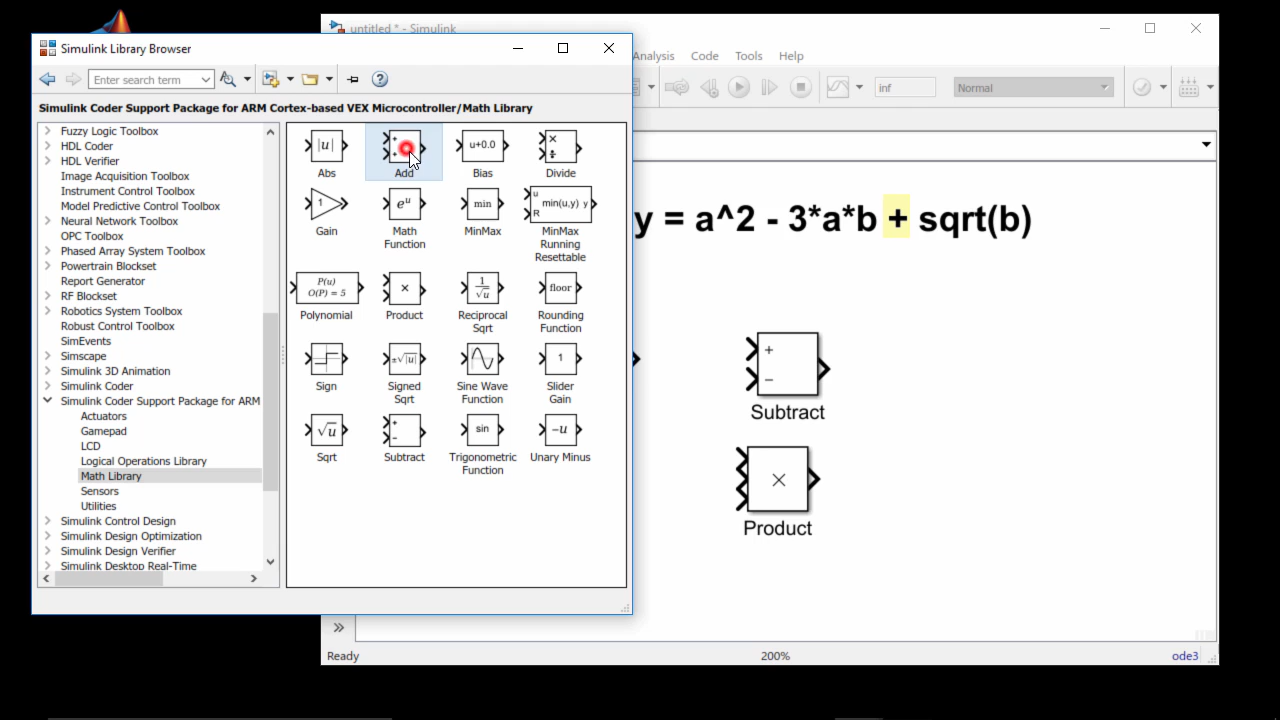 untitled * - Simulink
Simulink Library Browser
Analysis Code Tools Help
Enter search term
inf
Normal
Simulink Coder Support Package for ARM Cortex-based VEX Microcontroller/Math Library
Fuzzy Logic Toolbox
HDL Coder
HDL Verifier
Image Acquisition Toolbox
Instrument Control Toolbox
Model Predictive Control Toolbox
Neural Network Toolbox
OPC Toolbox
Phased Array System Toolbox
Powertrain Blockset
Report Generator
RF Blockset
Robotics System Toolbox
Robust Control Toolbox
SimEvents
Simscape
Simulink 3D Animation
Simulink Coder
Simulink Coder Support Package for ARM
Actuators
Gamepad
LCD
Logical Operations Library
Math Library
Sensors
Utilities
Simulink Control Design
Simulink Design Optimization
Simulink Design Verifier
Simulink Desktop Real-Time
|u|
Abs
+
+
Add
u+0.0
Bias
×
÷
Divide
1
Gain
e^u
Math
Function
min
MinMax
u
R
min(u,y) y
MinMax
Running
Resettable
P(u)
O(P) = 5
Polynomial
×
Product
1
√u
Reciprocal
Sqrt
floor
Rounding
Function
Sign
±√|u|
Signed
Sqrt
Sine Wave
Function
1
Slider
Gain
√u
Sqrt
+
−
Subtract
sin
Trigonometric
Function
−u
Unary Minus
y = a^2 - 3*a*b + sqrt(b)
+
−
Subtract
×
Product
Ready
200%
ode3